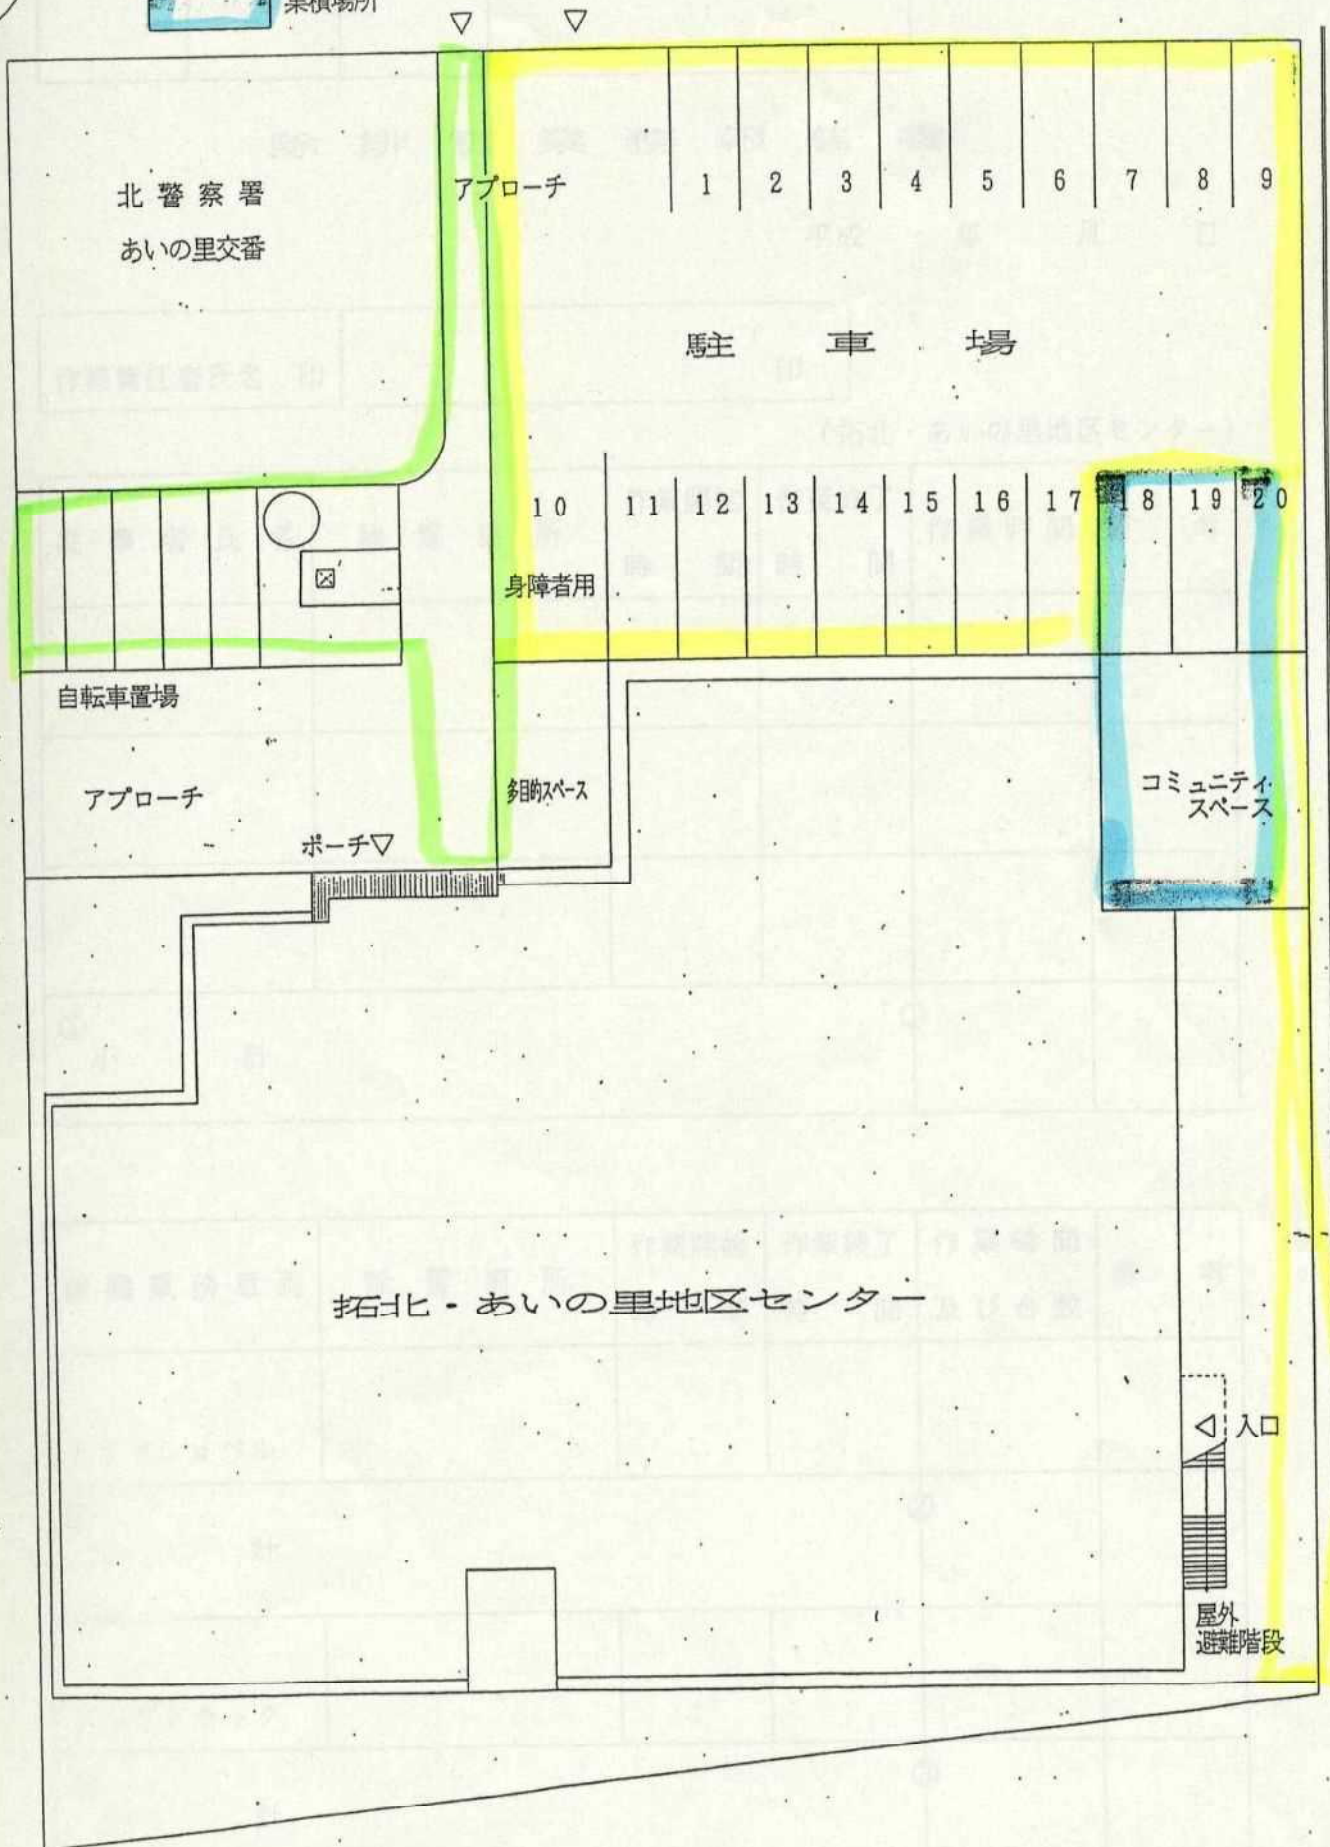 集積場所
北警察署
あいの里交番
アプローチ
1 2 3 4 5 6 7 8 9
駐車場
10 11 12 13 14 15 16 17 18 19 20
身障者用
自転車置場
アプローチ
多目的スペース
ポーチ
コミュニティ
スペース
拓北・あいの里地区センター
入口
屋外
避難階段